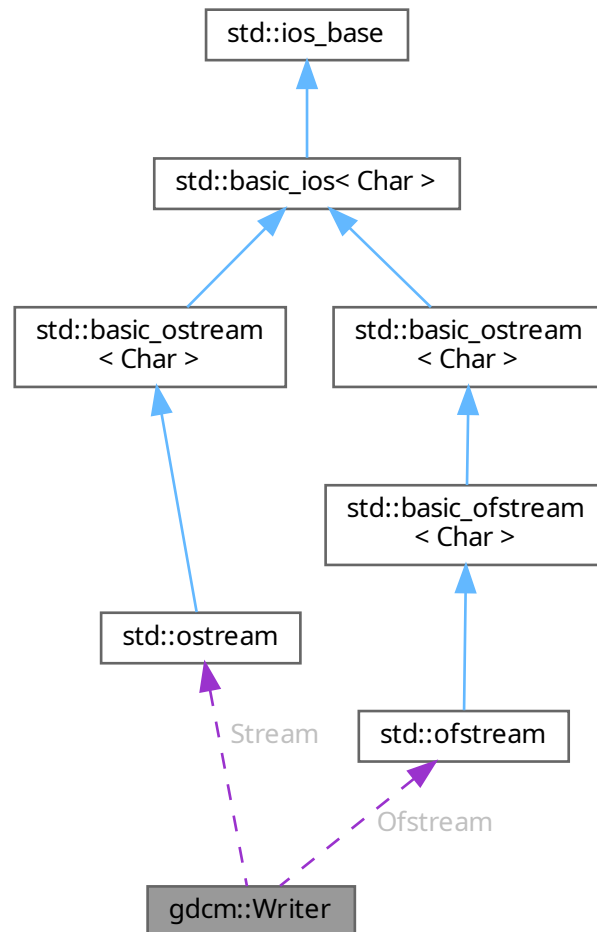 std::ios_base
std::basic_ios< Char >
std::basic_ostream
< Char >
std::basic_ostream
< Char >
std::basic_ofstream
< Char >
std::ostream
std::ofstream
Stream
Ofstream
gdcm::Writer